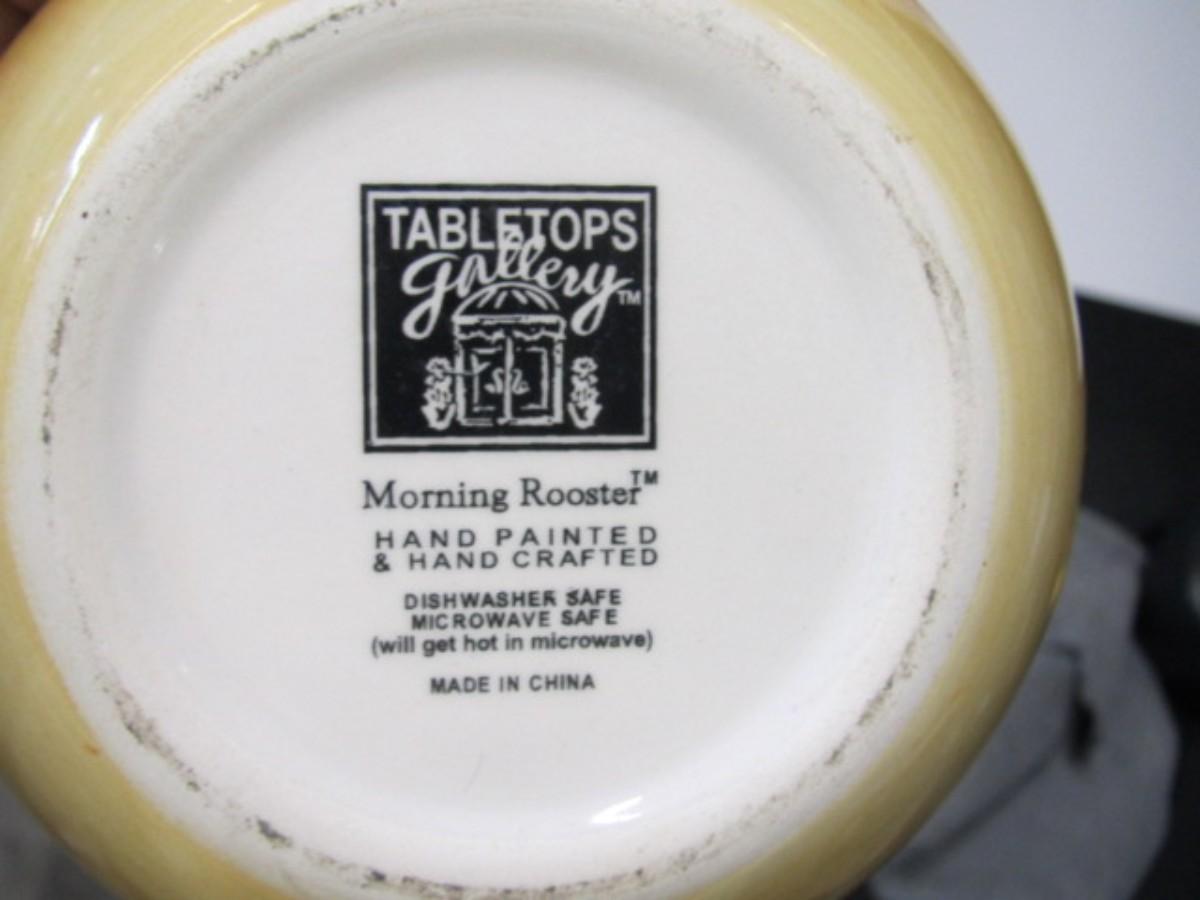 TABLETOPS
Gallery™
Morning Rooster™
HAND PAINTED
& HAND CRAFTED
DISHWASHER SAFE
MICROWAVE SAFE
(will get hot in microwave)
MADE IN CHINA